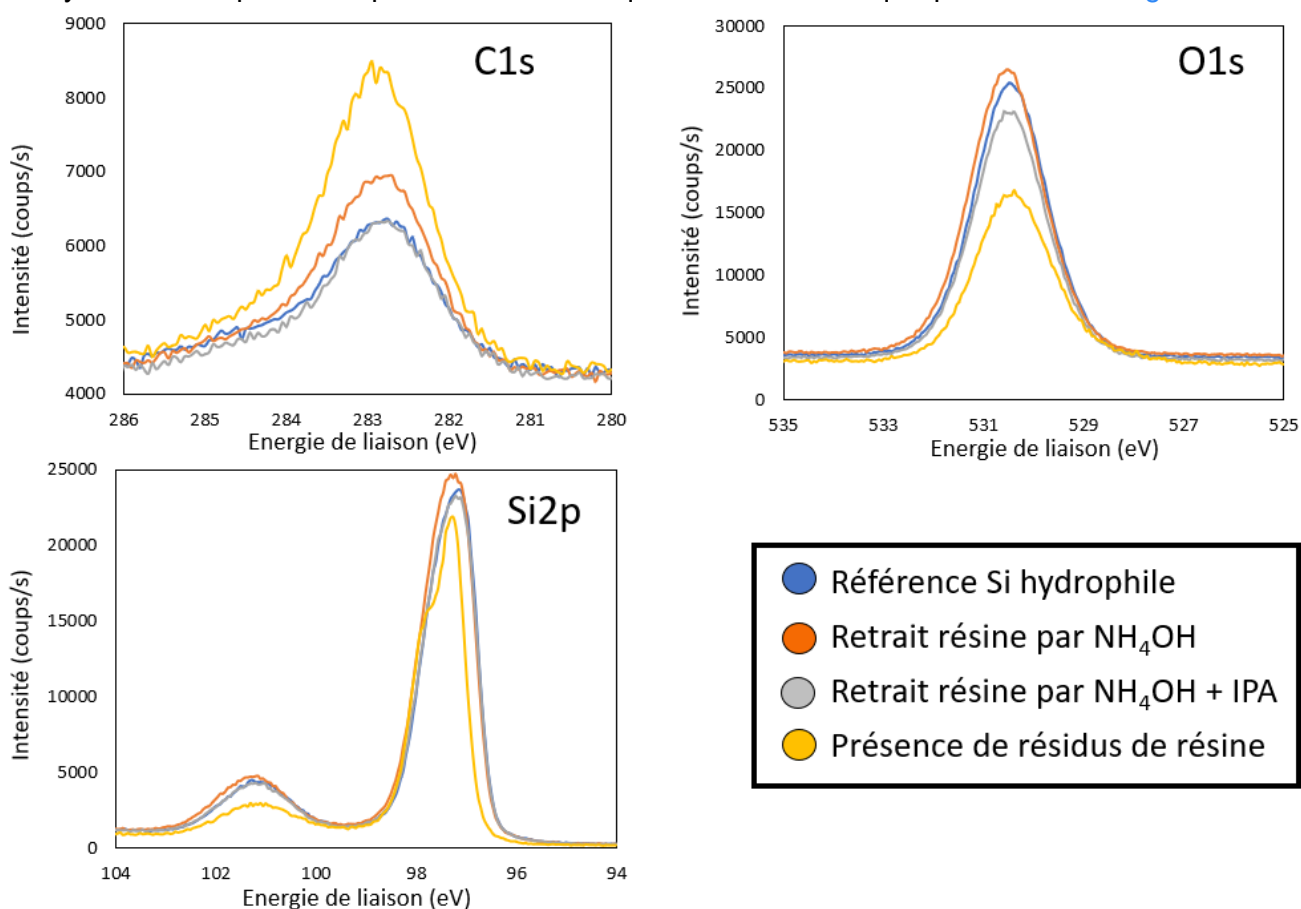 C1s
Intensité (coups/s)
9000
8000
7000
6000
5000
4000
286
285
284
283
282
281
280
Energie de liaison (eV)
O1s
Intensité (coups/s)
30000
25000
20000
15000
10000
5000
0
535
533
531
529
527
525
Energie de liaison (eV)
Si2p
Intensité (coups/s)
25000
20000
15000
10000
5000
0
104
102
100
98
96
94
Energie de liaison (eV)
Référence Si hydrophile
Retrait résine par NH₄OH
Retrait résine par NH₄OH + IPA
Présence de résidus de résine